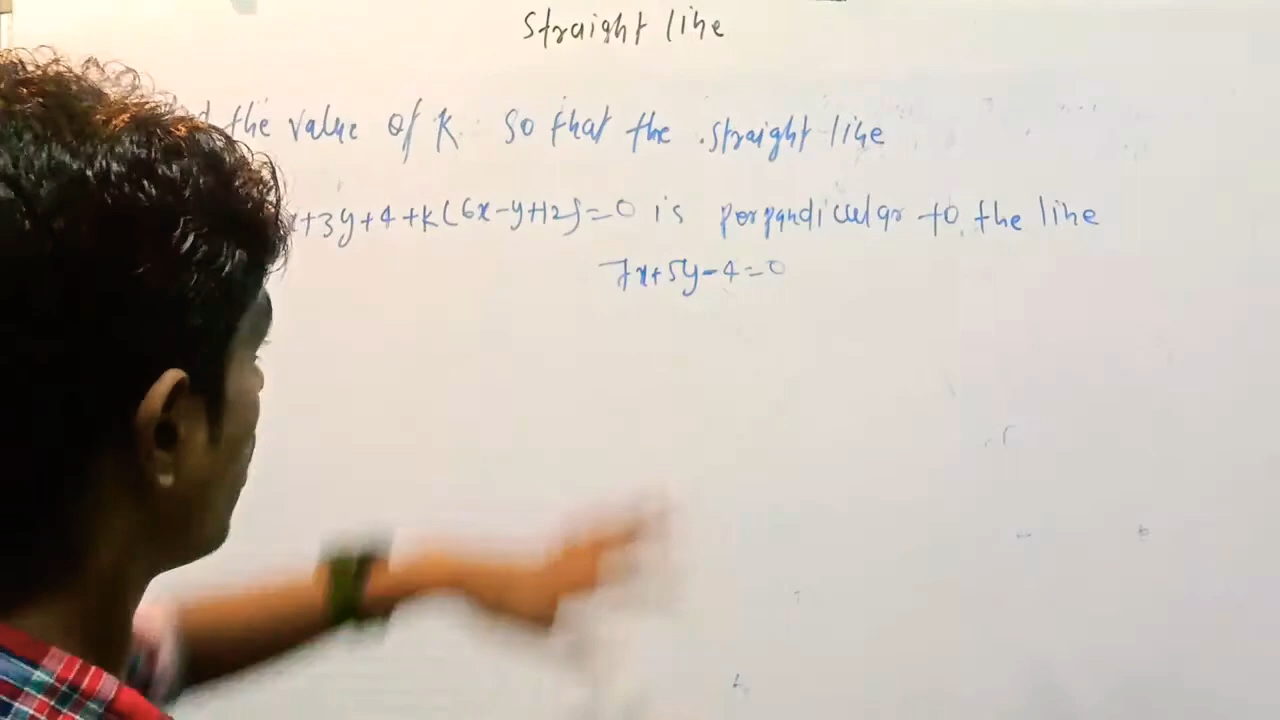 Straight line
the value of K so that the straight line
x+3y+4+K(6x-y+12)=0 is perpandicular to the line
7x+5y-4=0